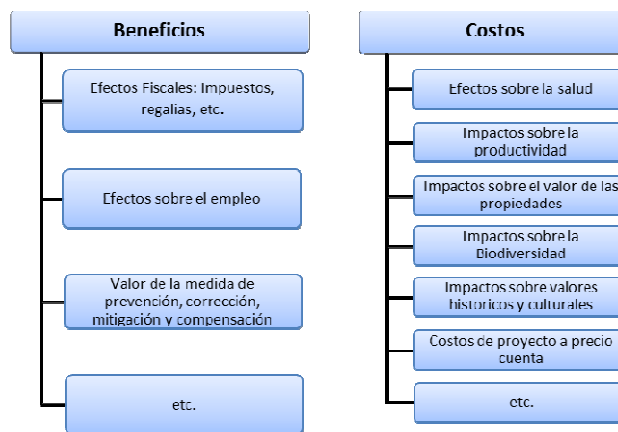 Beneficios
Efectos Fiscales: Impuestos,
regalias, etc.
Efectos sobre el empleo
Valor de la medida de
prevención, corrección,
mitigación y compensación
etc.
Costos
Efectos sobre la salud
Impactos sobre la
productividad
Impactos sobre el valor de las
propiedades
Impactos sobre la
Biodiversidad
Impactos sobre valores
historicos y culturales
Costos de proyecto a precio
cuenta
etc.